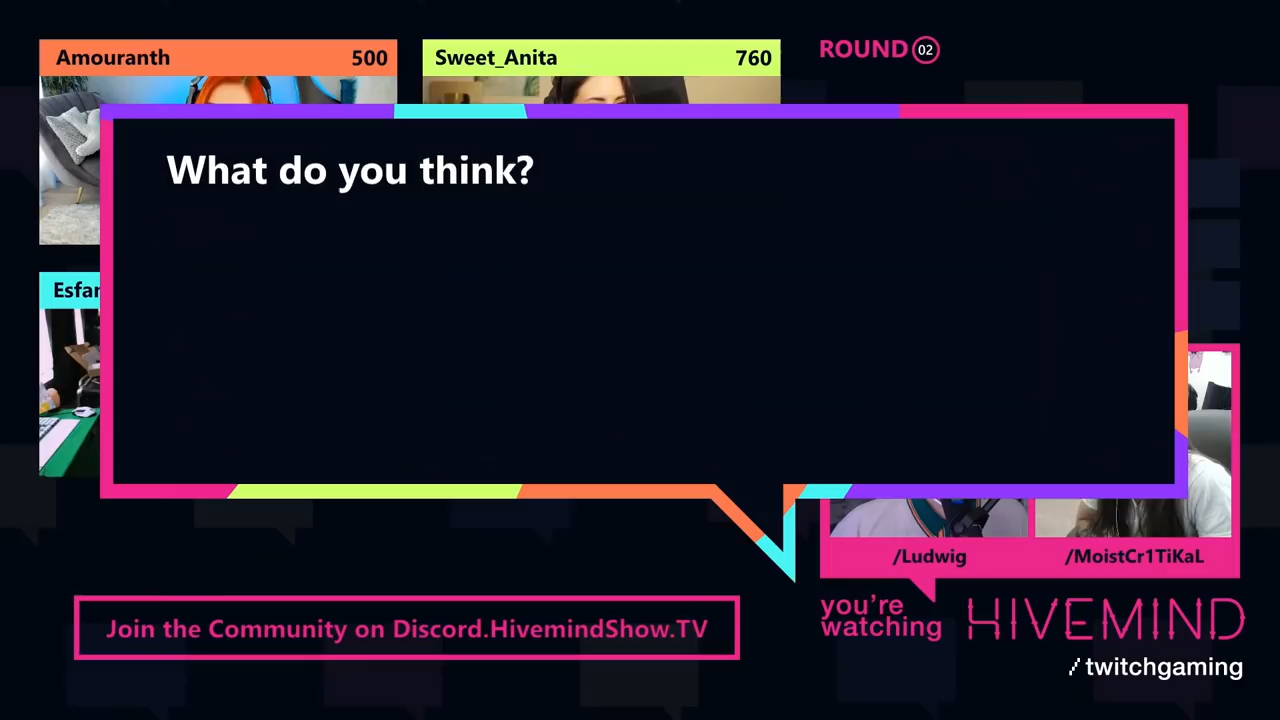 Amouranth 500
Sweet_Anita 760
ROUND 02
What do you think?
Esfan
/Ludwig
/MoistCr1TiKaL
you're
watching
HIVEMIND
/twitchgaming
Join the Community on Discord.HivemindShow.TV